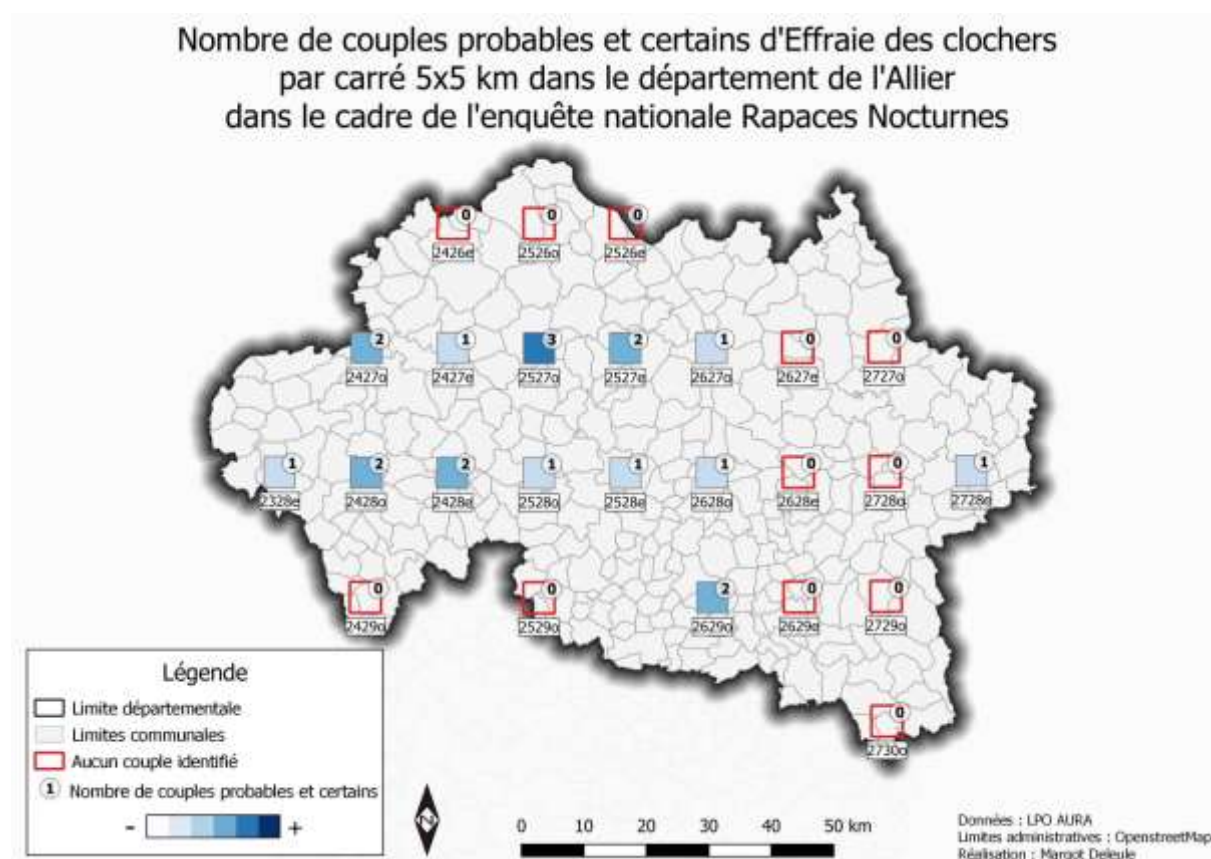 Nombre de couples probables et certains d'Effraie des clochers
par carré 5x5 km dans le département de l'Allier
dans le cadre de l'enquête nationale Rapaces Nocturnes
0 0 0
2426e 2526o 2526e
2 1 3 2 1 0 0
2427o 2427e 2527o 2527e 2627o 2627e 2727o
1 2 2 1 1 1 0 0 1
2328e 2428o 2428e 2528o 2528e 2628o 2628e 2728o 2728e
0 0 2 0 0
2429o 2529o 2629o 2629e 2729o
0
2730o
Légende
Limite départementale
Limites communales
Aucun couple identifié
1 Nombre de couples probables et certains
- +
N
0 10 20 30 40 50 km
Données : LPO AURA
Limites administratives : OpenstreetMap
Réalisation : Margot Deleule